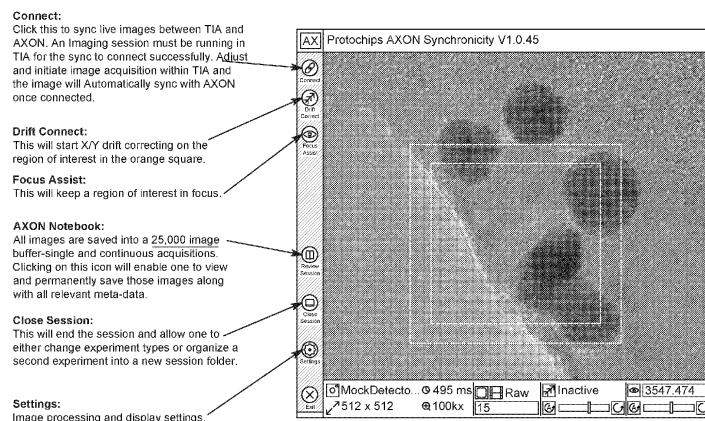 Connect:
Click this to sync live images between TIA and
AXON. An Imaging session must be running in
TIA for the sync to connect successfully. Adjust
and initiate image acquisition within TIA and
the image will Automatically sync with AXON
once connected.
Drift Connect:
This will start X/Y drift correcting on the
region of interest in the orange square.
Focus Assist:
This will keep a region of interest in focus.
AXON Notebook:
All images are saved into a 25,000 image
buffer-single and continuous acquisitions.
Clicking on this icon will enable one to view
and permanently save those images along
with all relevant meta-data.
Close Session:
This will end the session and allow one to
either change experiment types or organize a
second experiment into a new session folder.
Settings:
Image processing and display settings.
AX Protochips AXON Synchronicity V1.0.45
Connect
Drift
Correct
Focus
Assist
Review
Session
Close
Session
Settings
Exit
MockDetecto... 495 ms Raw Inactive 3547.474
512 x 512 100kx 15